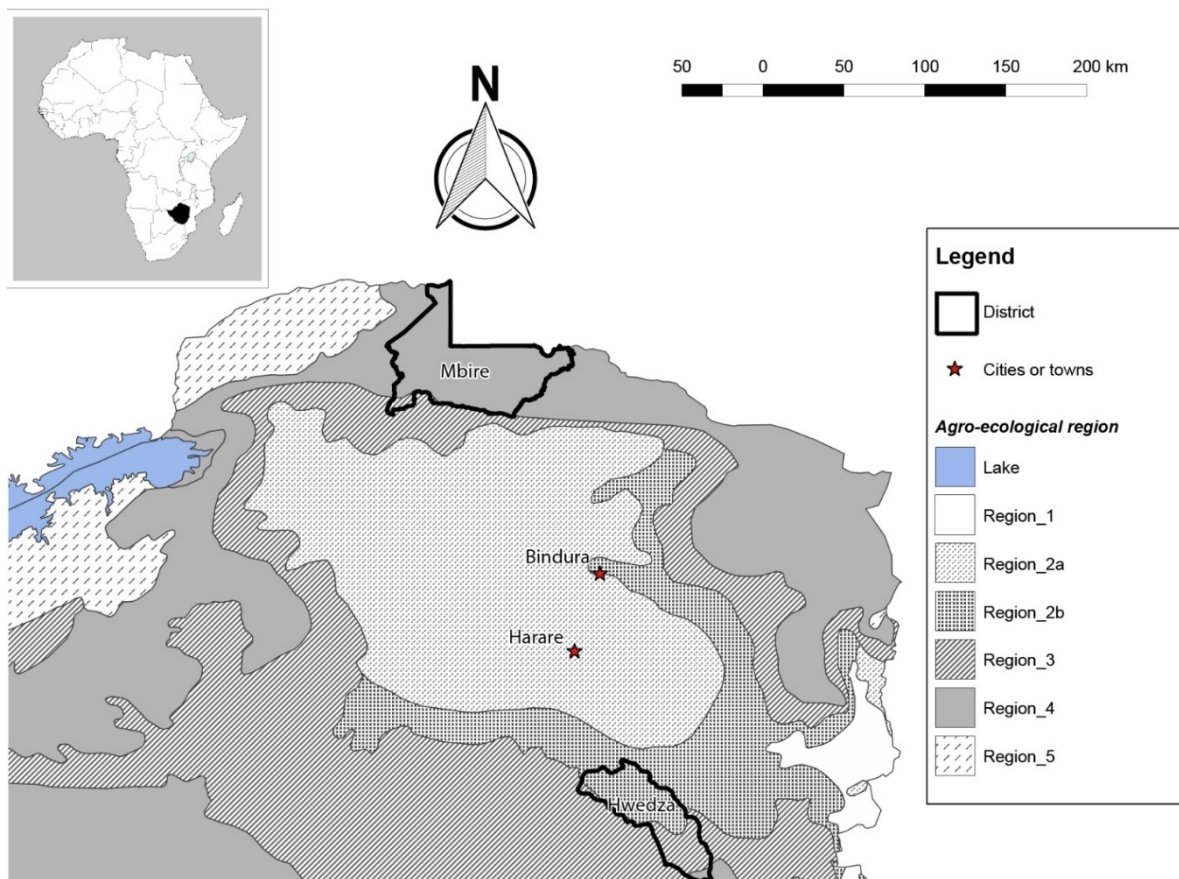 N
50 0 50 100 150 200 km
Legend
District
Cities or towns
Agro-ecological region
Lake
Region_1
Region_2a
Region_2b
Region_3
Region_4
Region_5
Mbire
Bindura
Harare
Hwedza